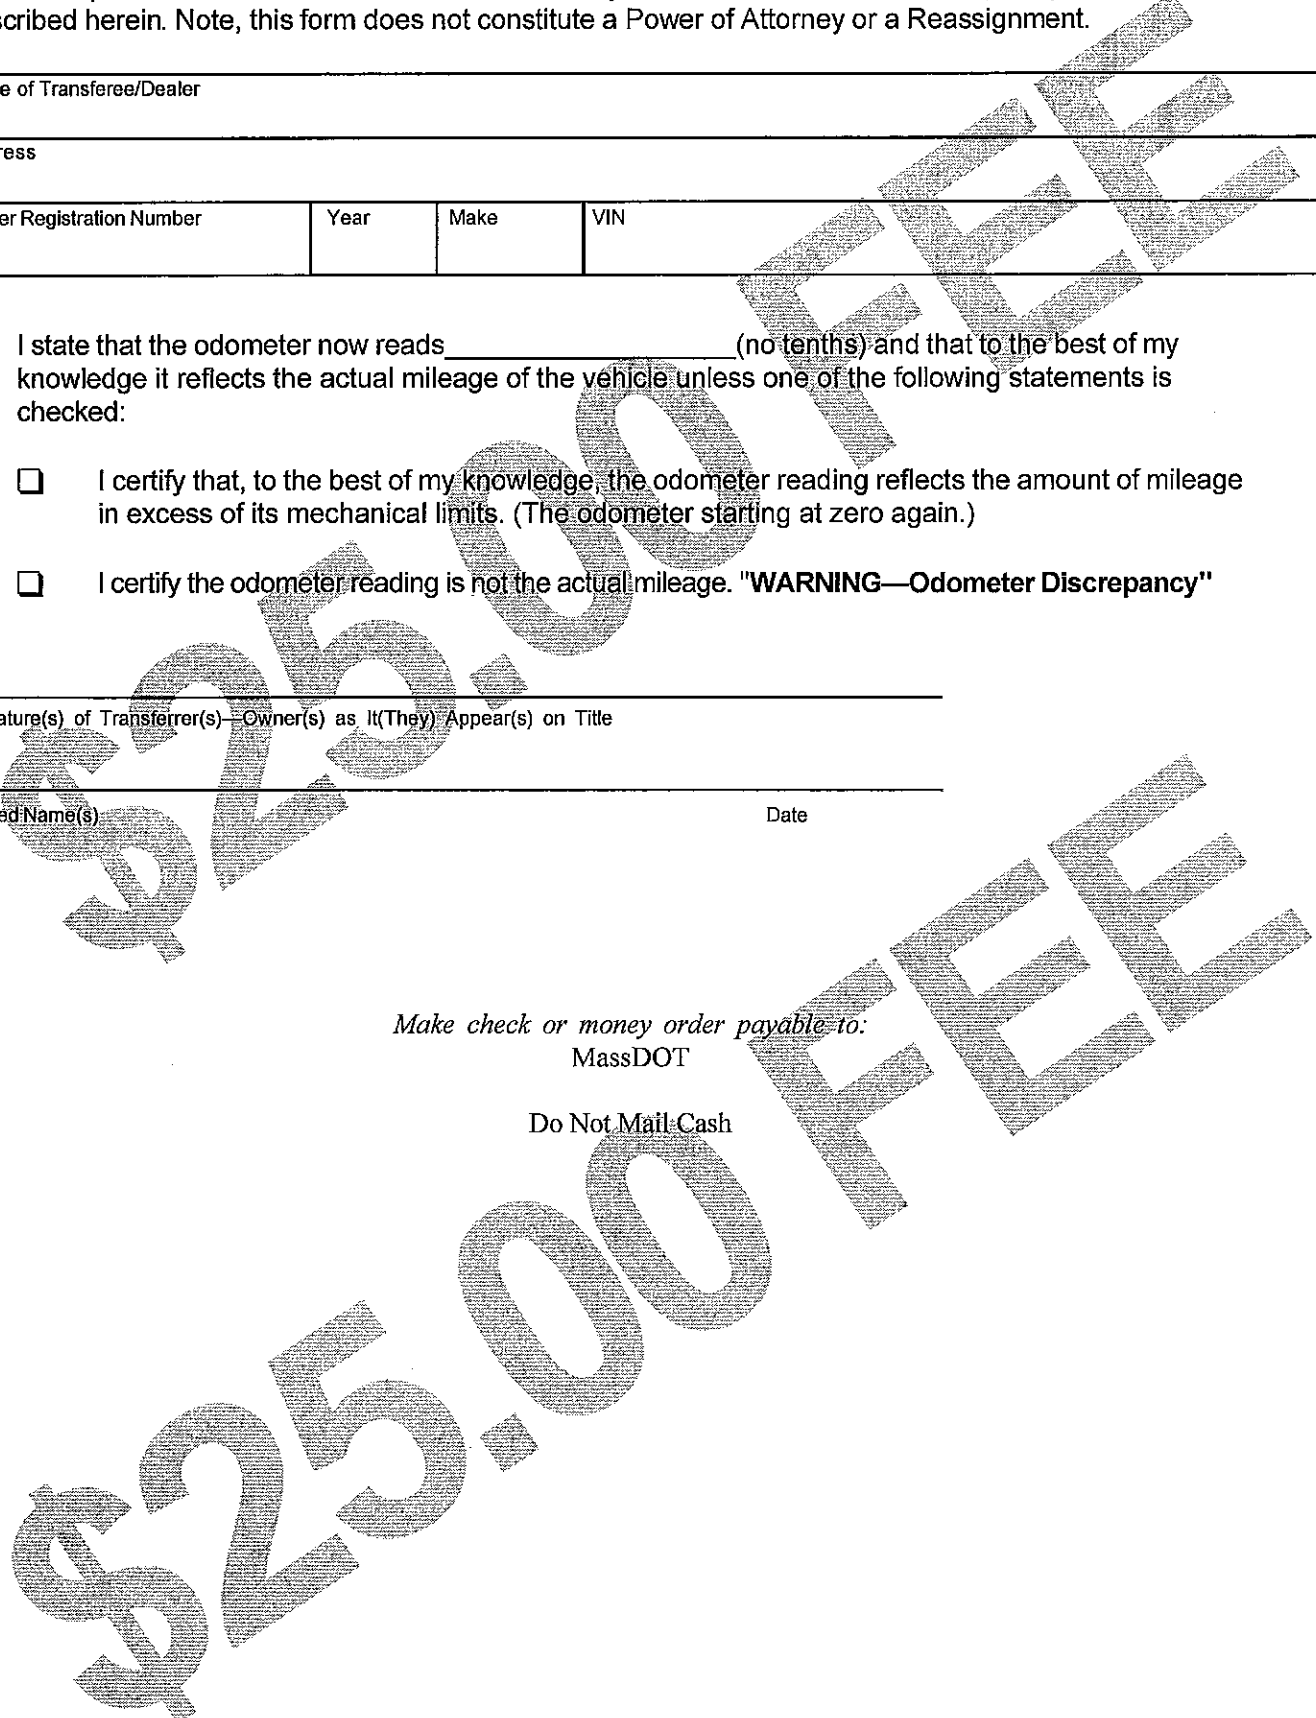 scribed herein. Note, this form does not constitute a Power of Attorney or a Reassignment.
e of Transferee/Dealer
ress
er Registration Number Year Make VIN
I state that the odometer now reads________________(no tenths) and that to the best of my
knowledge it reflects the actual mileage of the vehicle unless one of the following statements is
checked:
❏ I certify that, to the best of my knowledge, the odometer reading reflects the amount of mileage
in excess of its mechanical limits. (The odometer starting at zero again.)
❏ I certify the odometer reading is not the actual mileage. "WARNING—Odometer Discrepancy"
ature(s) of Transferrer(s)—Owner(s) as It(They) Appear(s) on Title
ed Name(s) Date
$25.00 FEE
Make check or money order payable to:
MassDOT
Do Not Mail Cash
$25.00 FEE